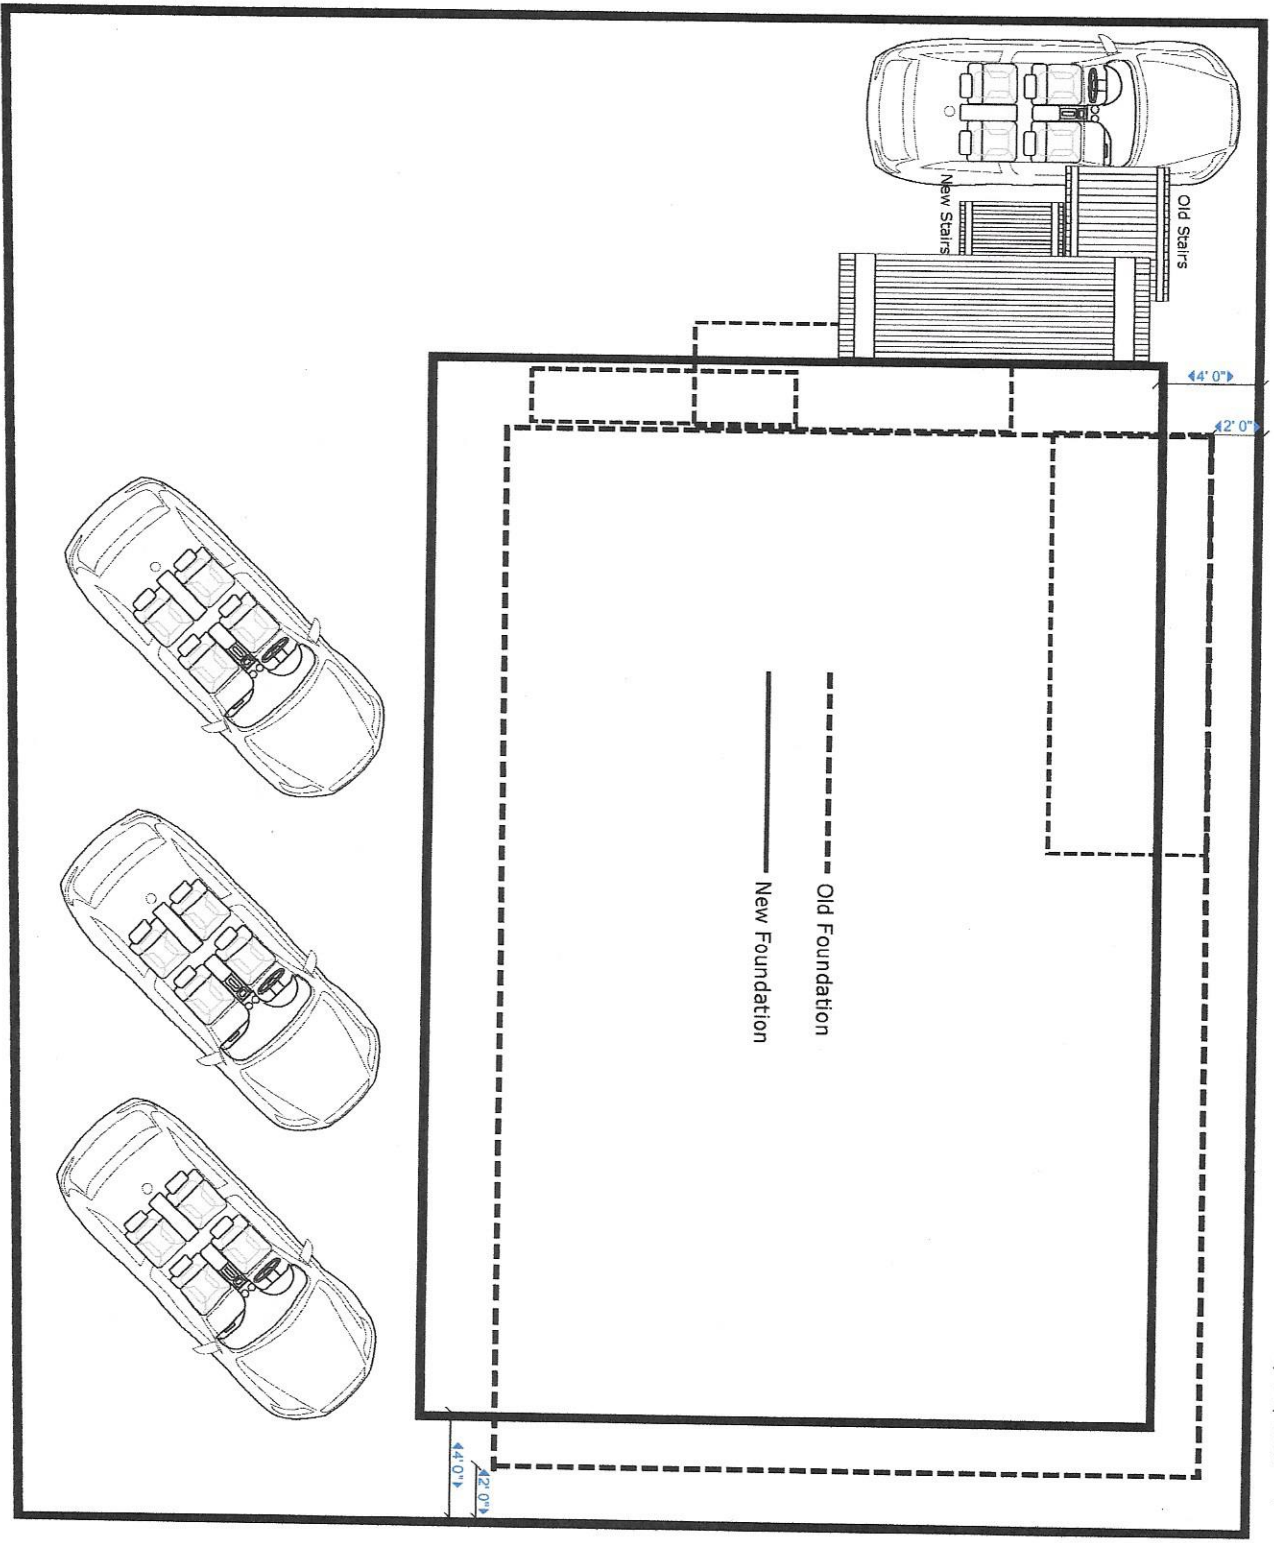 Old Stairs
New Stairs
4' 0"
2' 0"
Old Foundation
New Foundation
4' 0"
2' 0"